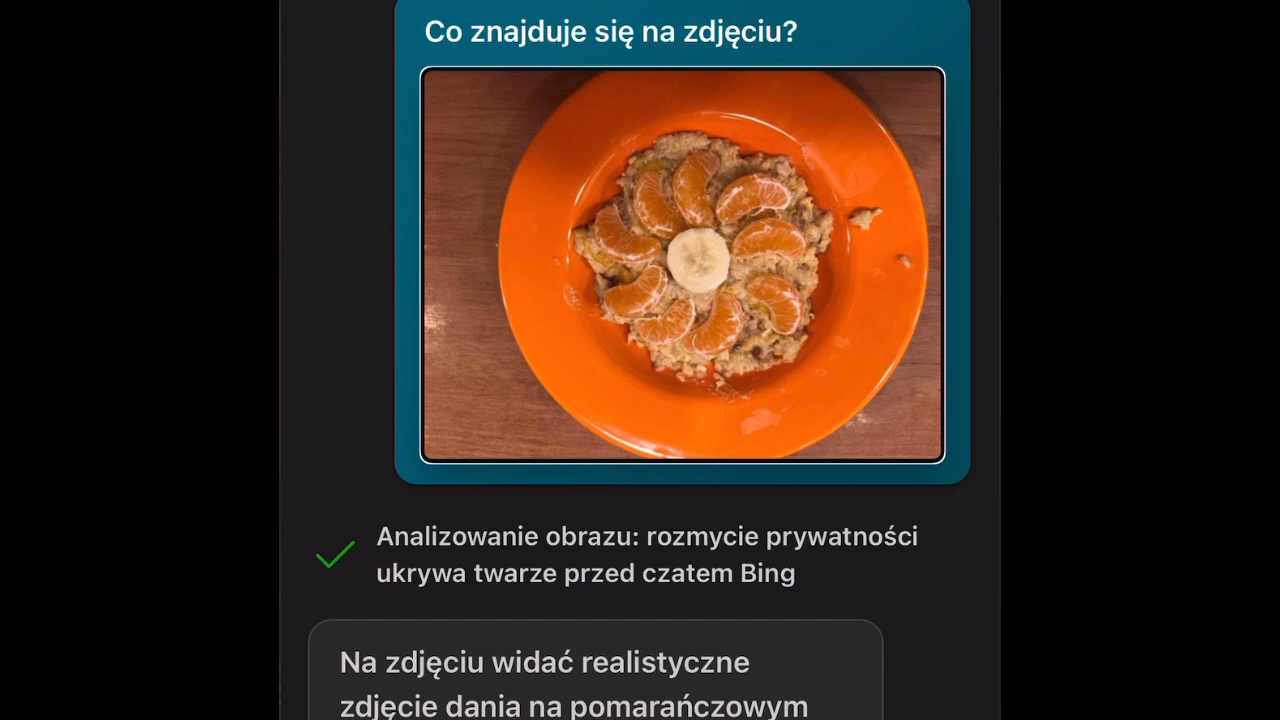 Co znajduje się na zdjęciu?
Analizowanie obrazu: rozmycie prywatności
ukrywa twarze przed czatem Bing
Na zdjęciu widać realistyczne
zdjęcie dania na pomarańczowym